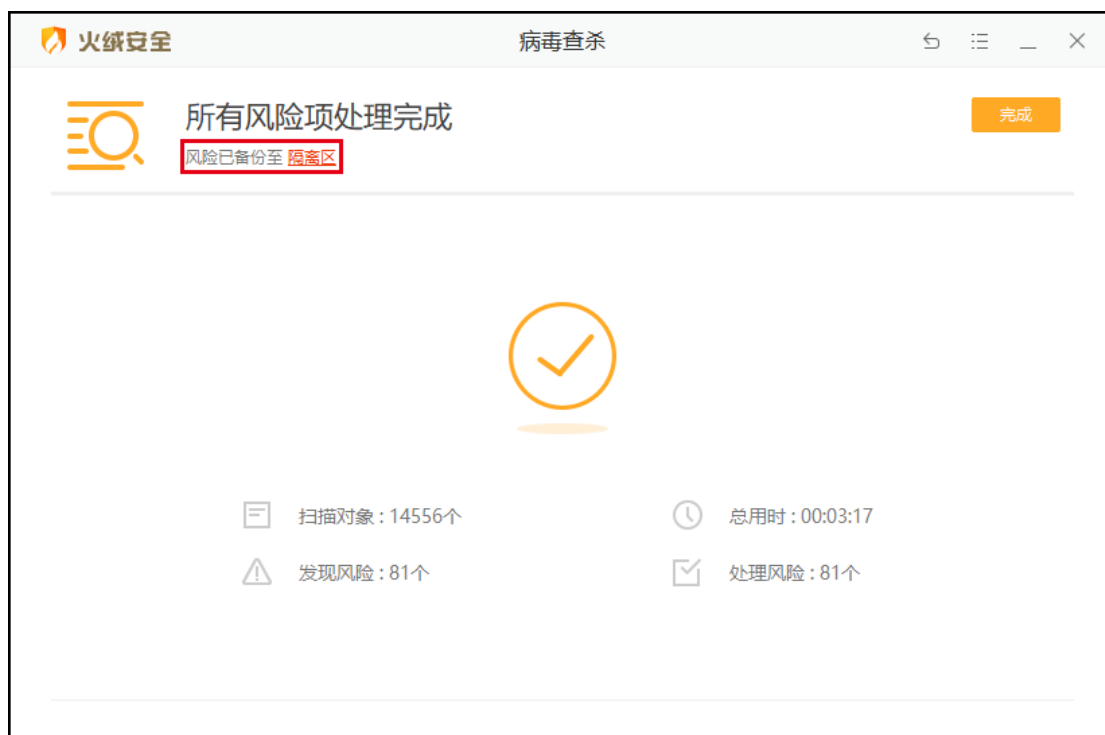 火绒安全
病毒查杀
所有风险项处理完成
完成
风险已备份至 隔离区
扫描对象 : 14556个
总用时 : 00:03:17
发现风险 : 81个
处理风险 : 81个